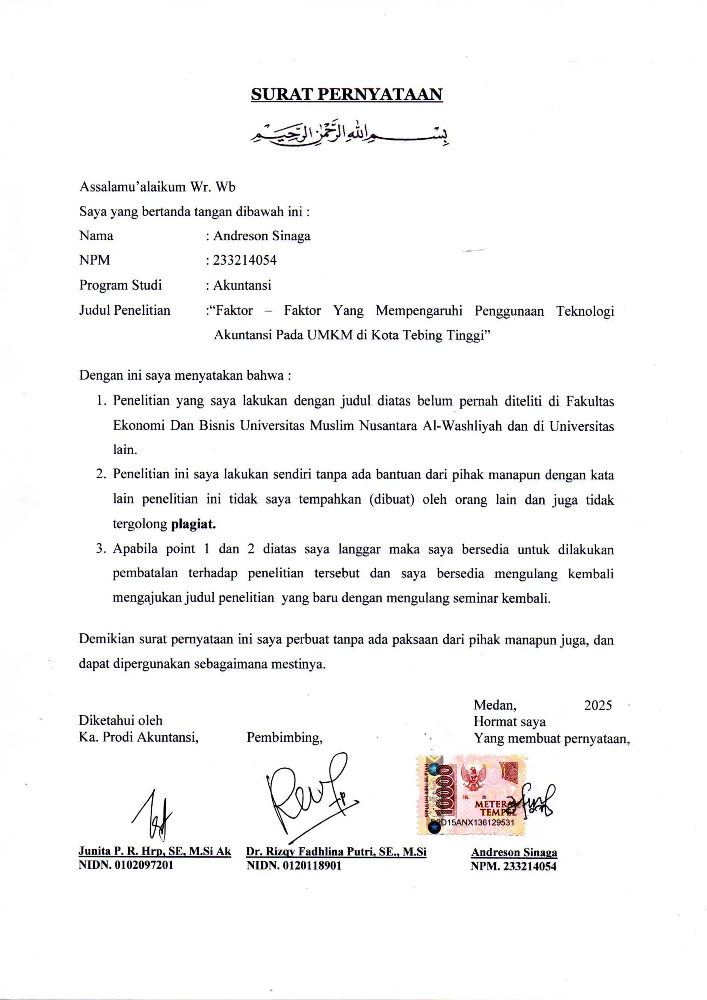 SURAT PERNYATAAN
بِسْمِ اللهِ الرَّحْمٰنِ الرَّحِيْمِ
Assalamu’alaikum Wr. Wb
Saya yang bertanda tangan dibawah ini :
Nama : Andreson Sinaga
NPM : 233214054
Program Studi : Akuntansi
Judul Penelitian :“Faktor – Faktor Yang Mempengaruhi Penggunaan Teknologi
Akuntansi Pada UMKM di Kota Tebing Tinggi”
Dengan ini saya menyatakan bahwa :
1. Penelitian yang saya lakukan dengan judul diatas belum pernah diteliti di Fakultas
Ekonomi Dan Bisnis Universitas Muslim Nusantara Al-Washliyah dan di Universitas
lain.
2. Penelitian ini saya lakukan sendiri tanpa ada bantuan dari pihak manapun dengan kata
lain penelitian ini tidak saya tempahkan (dibuat) oleh orang lain dan juga tidak
tergolong plagiat.
3. Apabila point 1 dan 2 diatas saya langgar maka saya bersedia untuk dilakukan
pembatalan terhadap penelitian tersebut dan saya bersedia mengulang kembali
mengajukan judul penelitian yang baru dengan mengulang seminar kembali.
Demikian surat pernyataan ini saya perbuat tanpa ada paksaan dari pihak manapun juga, dan
dapat dipergunakan sebagaimana mestinya.
Medan, 2025
Diketahui oleh Hormat saya
Ka. Prodi Akuntansi, Pembimbing, Yang membuat pernyataan,
SEPULUH RIBU RUPIAH
10000
TGL. 20
METERAI
TEMPEL
D15ANX136129531
Junita P. R. Hrp, SE, M.Si Ak Dr. Rizqy Fadhlina Putri, SE., M.Si Andreson Sinaga
NIDN. 0102097201 NIDN. 0120118901 NPM. 233214054